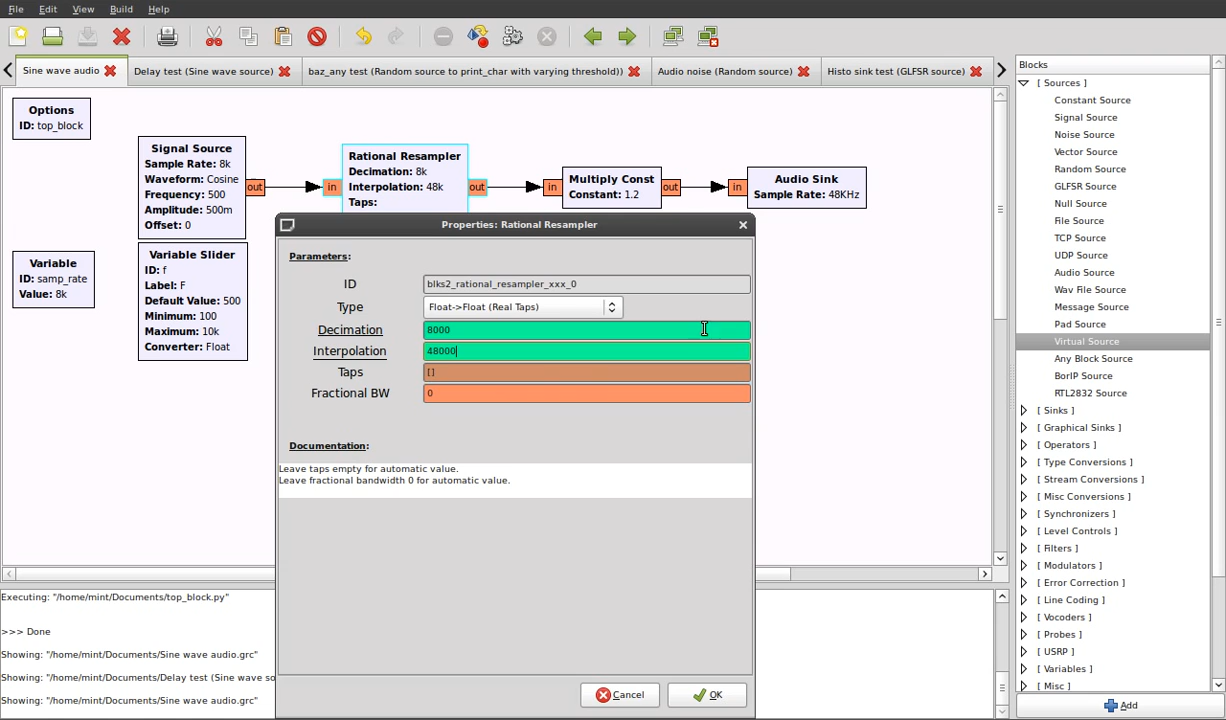 File Edit View Build Help
Sine wave audio
Delay test (Sine wave source)
baz_any test (Random source to print_char with varying threshold))
Audio noise (Random source)
Histo sink test (GLFSR source)
Options
ID: top_block
Signal Source
Sample Rate: 8k
Waveform: Cosine
Frequency: 500
Amplitude: 500m
Offset: 0
out
in
Rational Resampler
Decimation: 8k
Interpolation: 48k
Taps:
out
in
Multiply Const
Constant: 1.2
out
in
Audio Sink
Sample Rate: 48KHz
Variable
ID: samp_rate
Value: 8k
Variable Slider
ID: f
Label: F
Default Value: 500
Minimum: 100
Maximum: 10k
Converter: Float
Properties: Rational Resampler
Parameters:
ID blks2_rational_resampler_xxx_0
Type Float->Float (Real Taps)
Decimation 8000
Interpolation 48000
Taps []
Fractional BW 0
Documentation:
Leave taps empty for automatic value.
Leave fractional bandwidth 0 for automatic value.
Cancel
OK
Executing: "/home/mint/Documents/top_block.py"
>>> Done
Showing: "/home/mint/Documents/Sine wave audio.grc"
Showing: "/home/mint/Documents/Delay test (Sine wave so
Showing: "/home/mint/Documents/Sine wave audio.grc"
Blocks
[ Sources ]
Constant Source
Signal Source
Noise Source
Vector Source
Random Source
GLFSR Source
Null Source
File Source
TCP Source
UDP Source
Audio Source
Wav File Source
Message Source
Pad Source
Virtual Source
Any Block Source
BorIP Source
RTL2832 Source
[ Sinks ]
[ Graphical Sinks ]
[ Operators ]
[ Type Conversions ]
[ Stream Conversions ]
[ Misc Conversions ]
[ Synchronizers ]
[ Level Controls ]
[ Filters ]
[ Modulators ]
[ Error Correction ]
[ Line Coding ]
[ Vocoders ]
[ Probes ]
[ USRP ]
[ Variables ]
[ Misc ]
Add